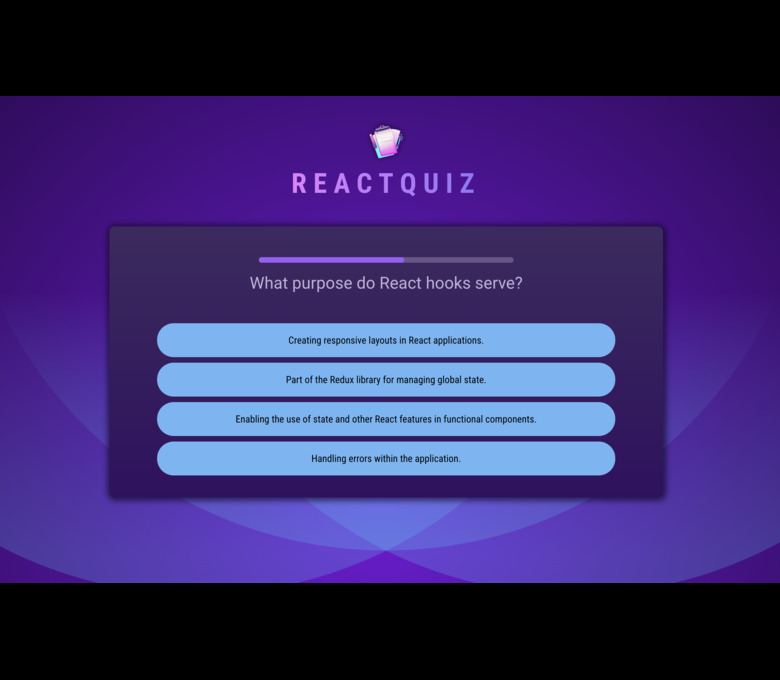 REACTQUIZ
What purpose do React hooks serve?
Creating responsive layouts in React applications.
Part of the Redux library for managing global state.
Enabling the use of state and other React features in functional components.
Handling errors within the application.